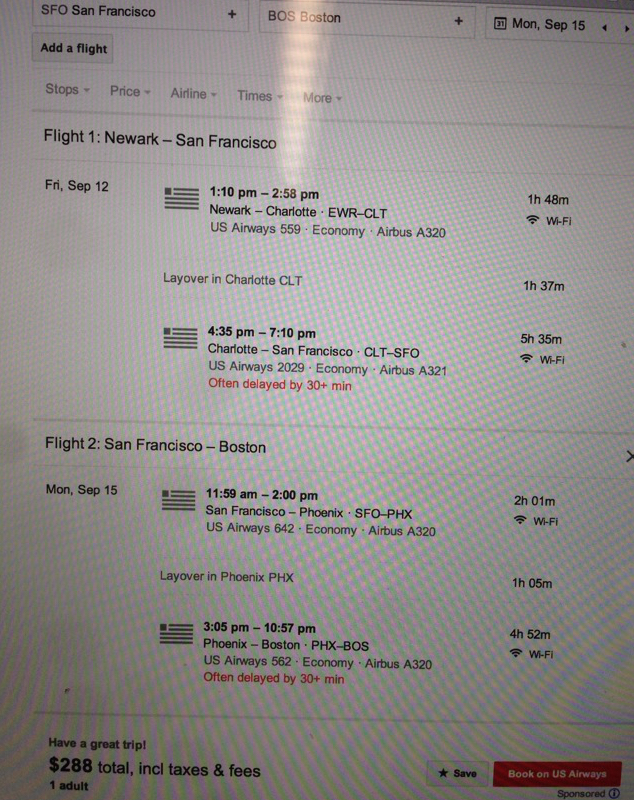 SFO San Francisco +
BOS Boston +
31 Mon, Sep 15
Add a flight
Stops Price Airline Times More
Flight 1: Newark – San Francisco
Fri, Sep 12
1:10 pm – 2:58 pm
1h 48m
Newark – Charlotte · EWR–CLT
Wi-Fi
US Airways 559 · Economy · Airbus A320
Layover in Charlotte CLT
1h 37m
4:35 pm – 7:10 pm
5h 35m
Charlotte – San Francisco · CLT–SFO
Wi-Fi
US Airways 2029 · Economy · Airbus A321
Often delayed by 30+ min
Flight 2: San Francisco – Boston
Mon, Sep 15
11:59 am – 2:00 pm
2h 01m
San Francisco – Phoenix · SFO–PHX
Wi-Fi
US Airways 642 · Economy · Airbus A320
Layover in Phoenix PHX
1h 05m
3:05 pm – 10:57 pm
4h 52m
Phoenix – Boston · PHX–BOS
Wi-Fi
US Airways 562 · Economy · Airbus A320
Often delayed by 30+ min
Have a great trip!
$288 total, incl taxes & fees
1 adult
Save
Book on US Airways
Sponsored